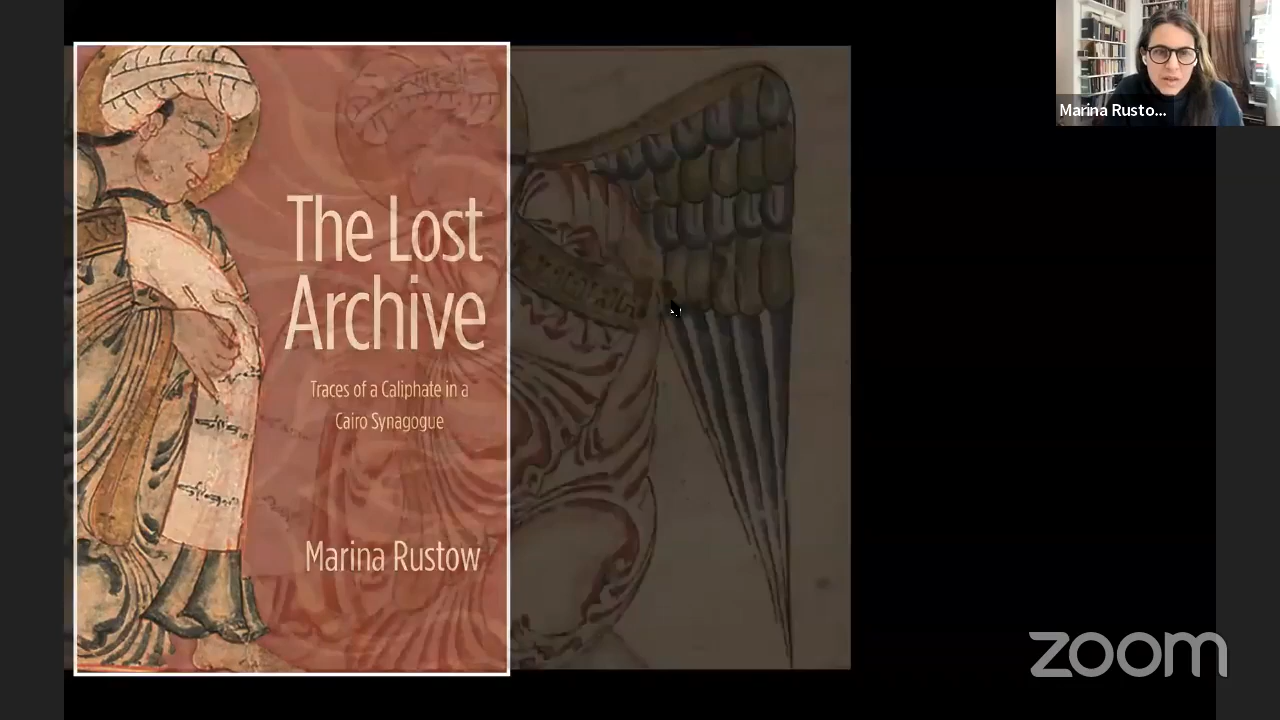 Marina Rusto...
The Lost
Archive
Traces of a Caliphate in a
Cairo Synagogue
Marina Rustow
zoom